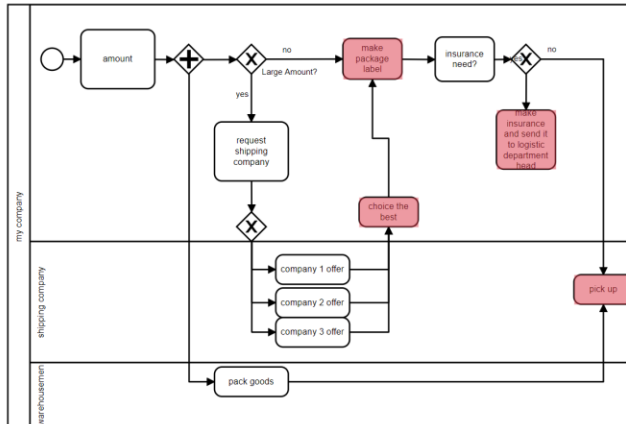 my company
amount
no
Large Amount?
yes
make
package
label
insurance
need?
yes
no
request
shipping
company
make
insurance
and send it
to logistic
department
head
choice the
best
shipping company
company 1 offer
company 2 offer
company 3 offer
pick up
warehousemen
pack goods